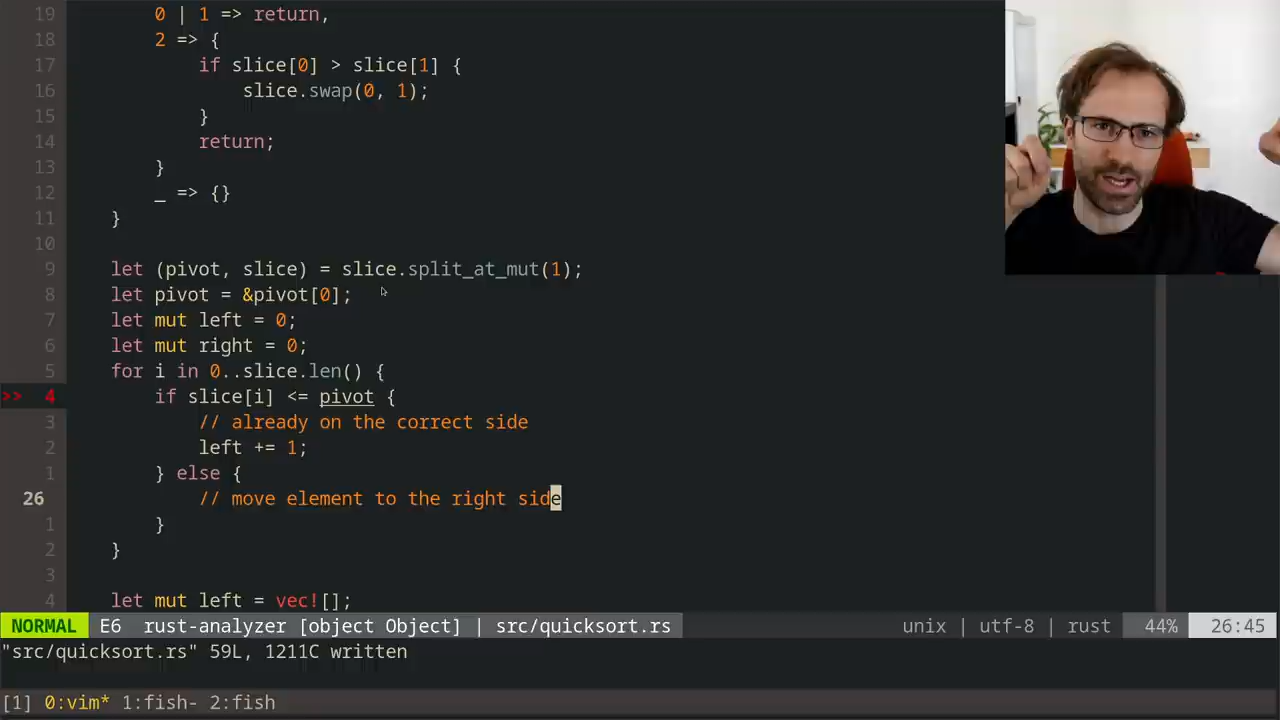 19 0 | 1 => return,
18 2 => {
17 if slice[0] > slice[1] {
16 slice.swap(0, 1);
15 }
14 return;
13 }
12 _ => {}
11 }
10
9 let (pivot, slice) = slice.split_at_mut(1);
8 let pivot = &pivot[0];
7 let mut left = 0;
6 let mut right = 0;
5 for i in 0..slice.len() {
>> 4 if slice[i] <= pivot {
3 // already on the correct side
2 left += 1;
1 } else {
26 // move element to the right side
1 }
2 }
3
4 let mut left = vec![];
NORMAL E6 rust-analyzer [object Object] | src/quicksort.rs unix | utf-8 | rust 44% 26:45
"src/quicksort.rs" 59L, 1211C written
[1] 0:vim* 1:fish- 2:fish